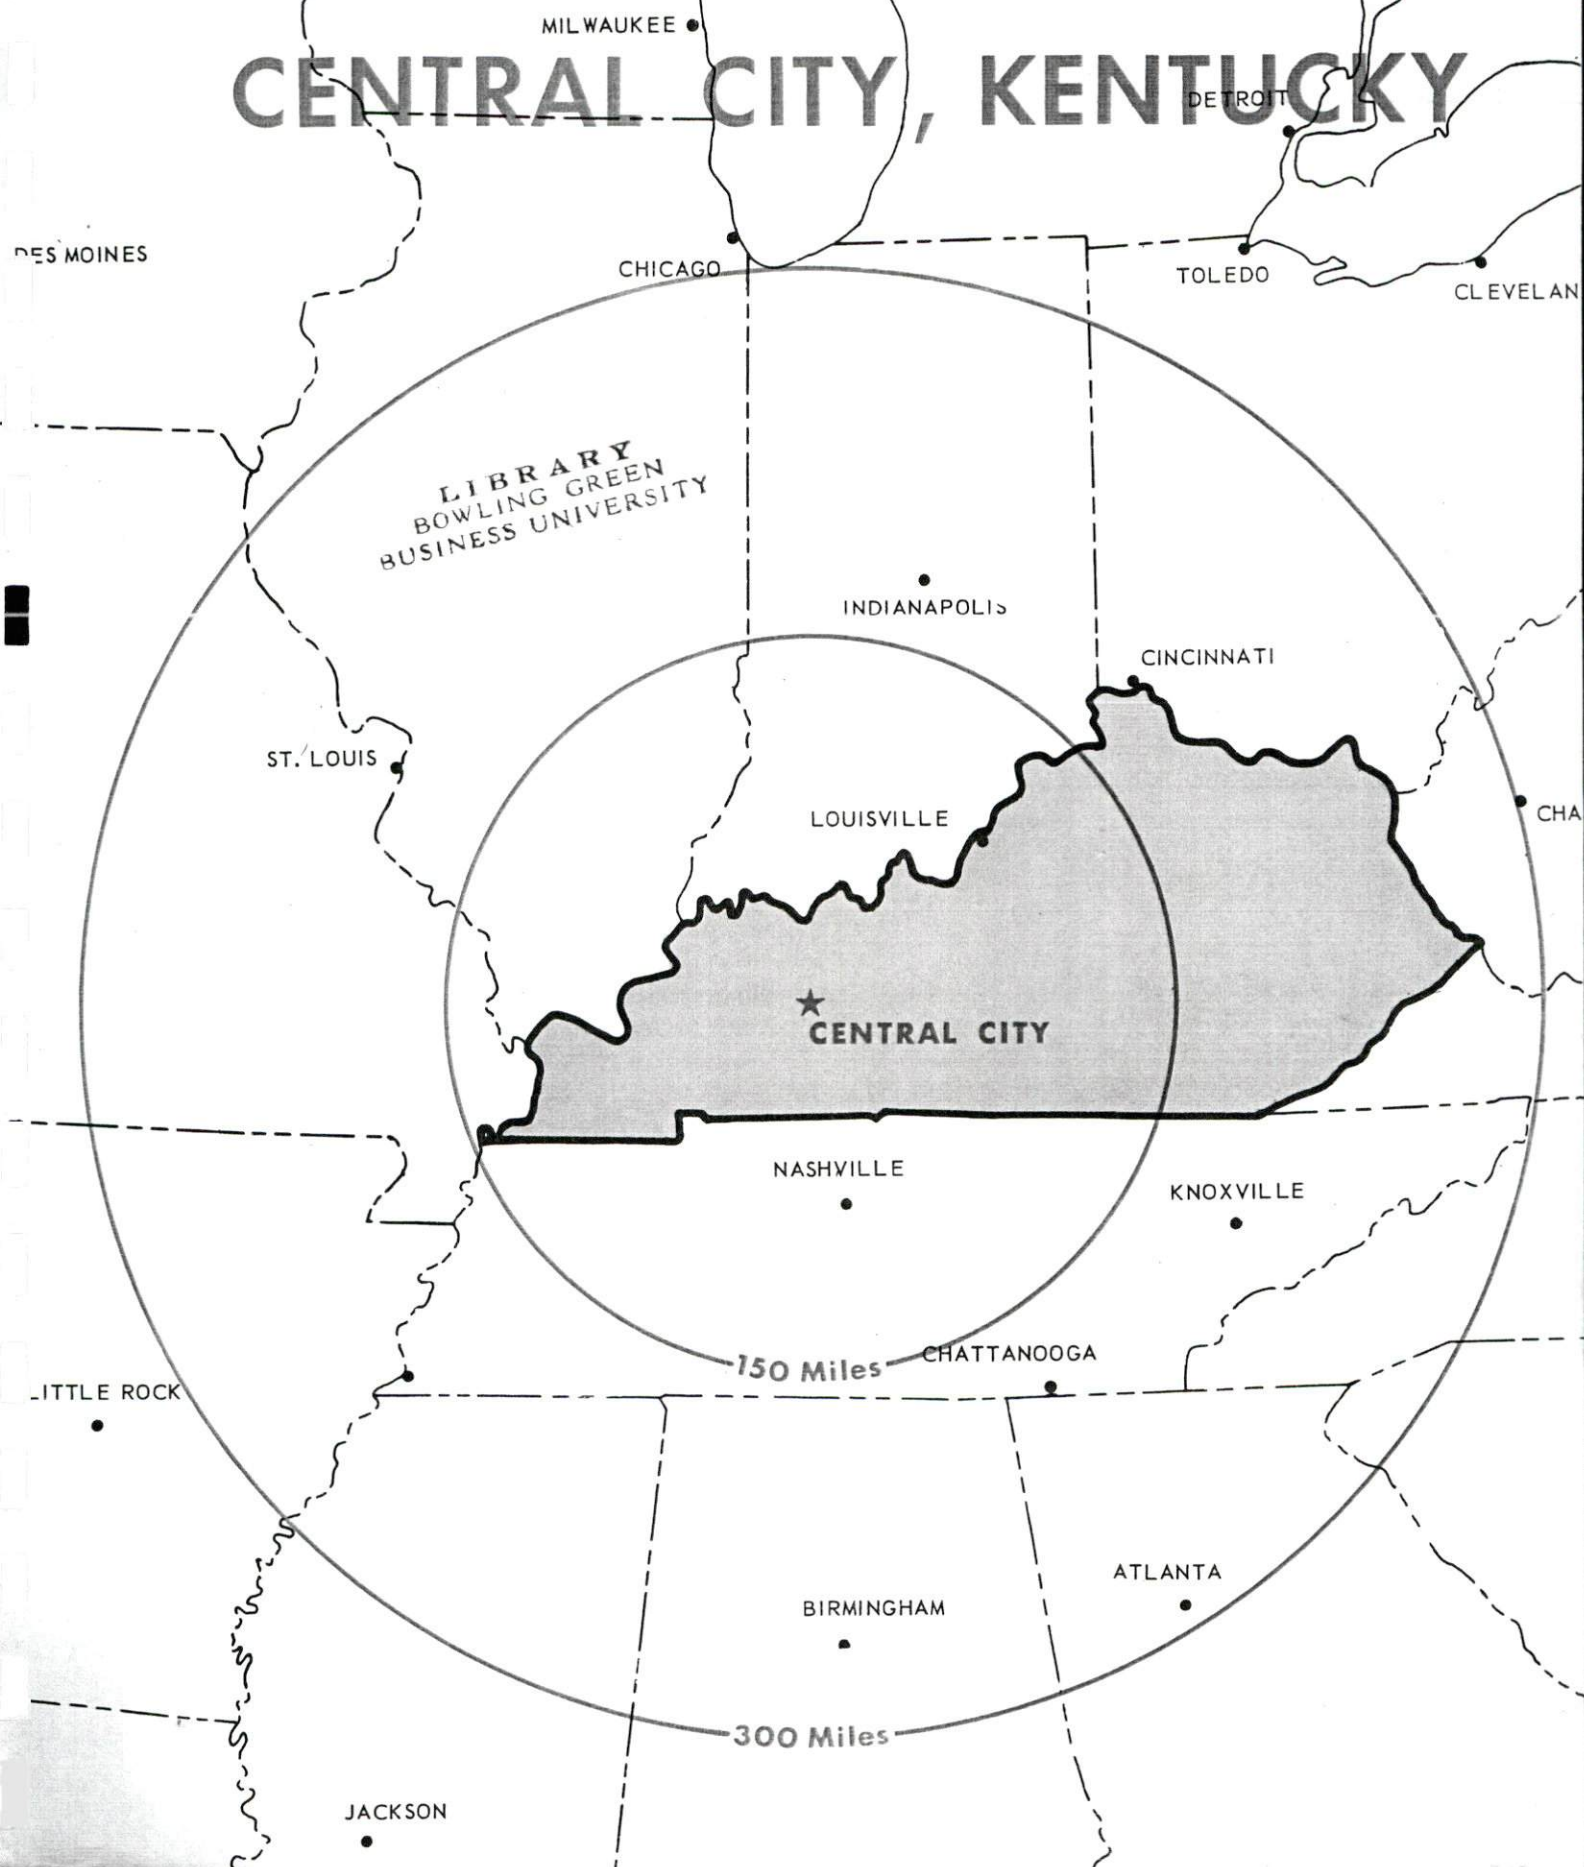 MILWAUKEE
CENTRAL CITY, KENTUCKY
DETROIT
DES MOINES
CHICAGO
TOLEDO
CLEVELAN
LIBRARY
BOWLING GREEN
BUSINESS UNIVERSITY
INDIANAPOLIS
CINCINNATI
ST. LOUIS
LOUISVILLE
CHA
CENTRAL CITY
NASHVILLE
KNOXVILLE
150 Miles
CHATTANOOGA
LITTLE ROCK
ATLANTA
BIRMINGHAM
300 Miles
JACKSON